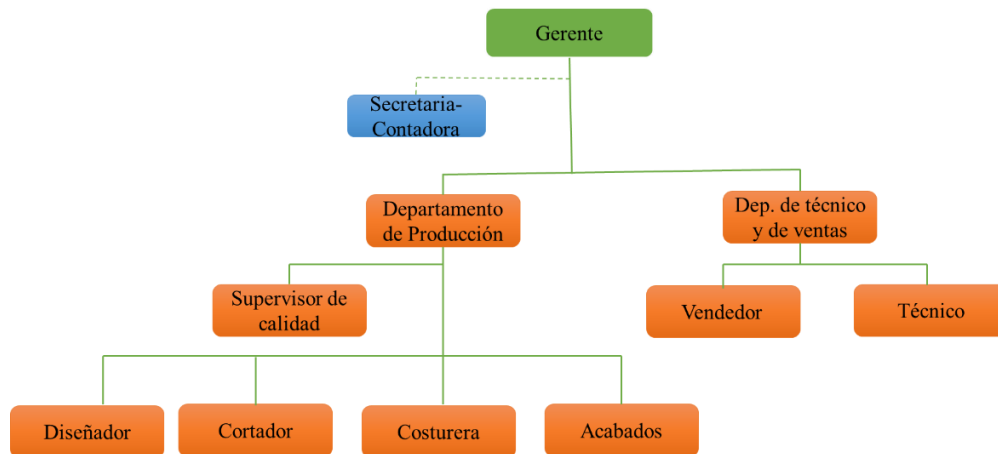 Gerente
Secretaria-
Contadora
Departamento
de Producción
Dep. de técnico
y de ventas
Supervisor de
calidad
Vendedor
Técnico
Diseñador
Cortador
Costurera
Acabados